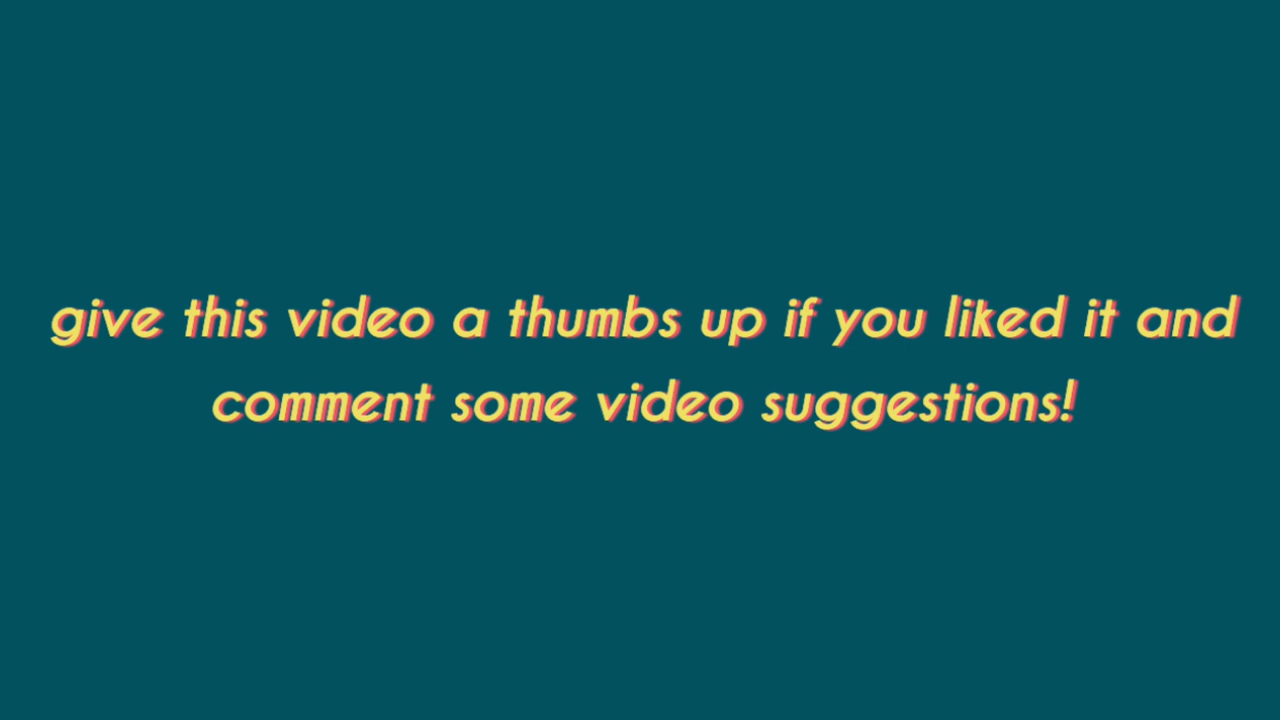 give this video a thumbs up if you liked it and
comment some video suggestions!